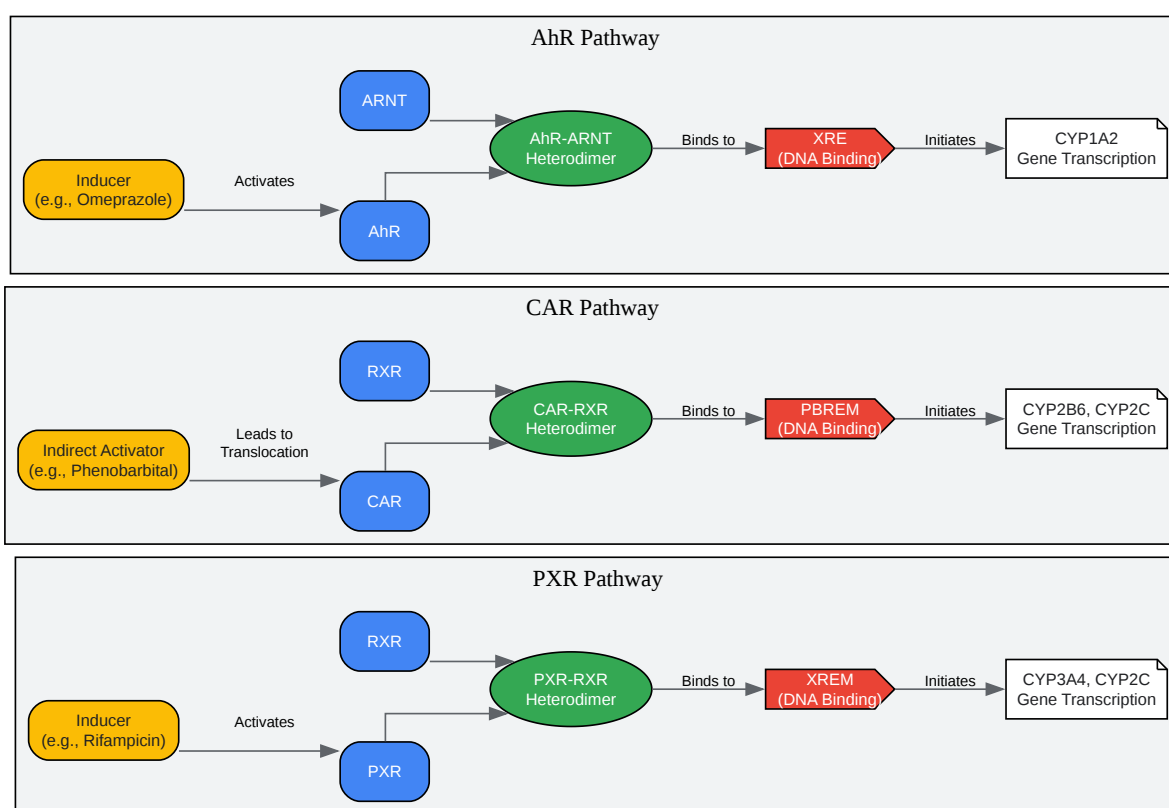 AhR Pathway
ARNT
AhR-ARNT
Heterodimer
Binds to
XRE
(DNA Binding)
Initiates
CYP1A2
Gene Transcription
Inducer
(e.g., Omeprazole)
Activates
AhR
CAR Pathway
RXR
CAR-RXR
Heterodimer
Binds to
PBREM
(DNA Binding)
Initiates
CYP2B6, CYP2C
Gene Transcription
Indirect Activator
(e.g., Phenobarbital)
Leads to
Translocation
CAR
PXR Pathway
RXR
PXR-RXR
Heterodimer
Binds to
XREM
(DNA Binding)
Initiates
CYP3A4, CYP2C
Gene Transcription
Inducer
(e.g., Rifampicin)
Activates
PXR